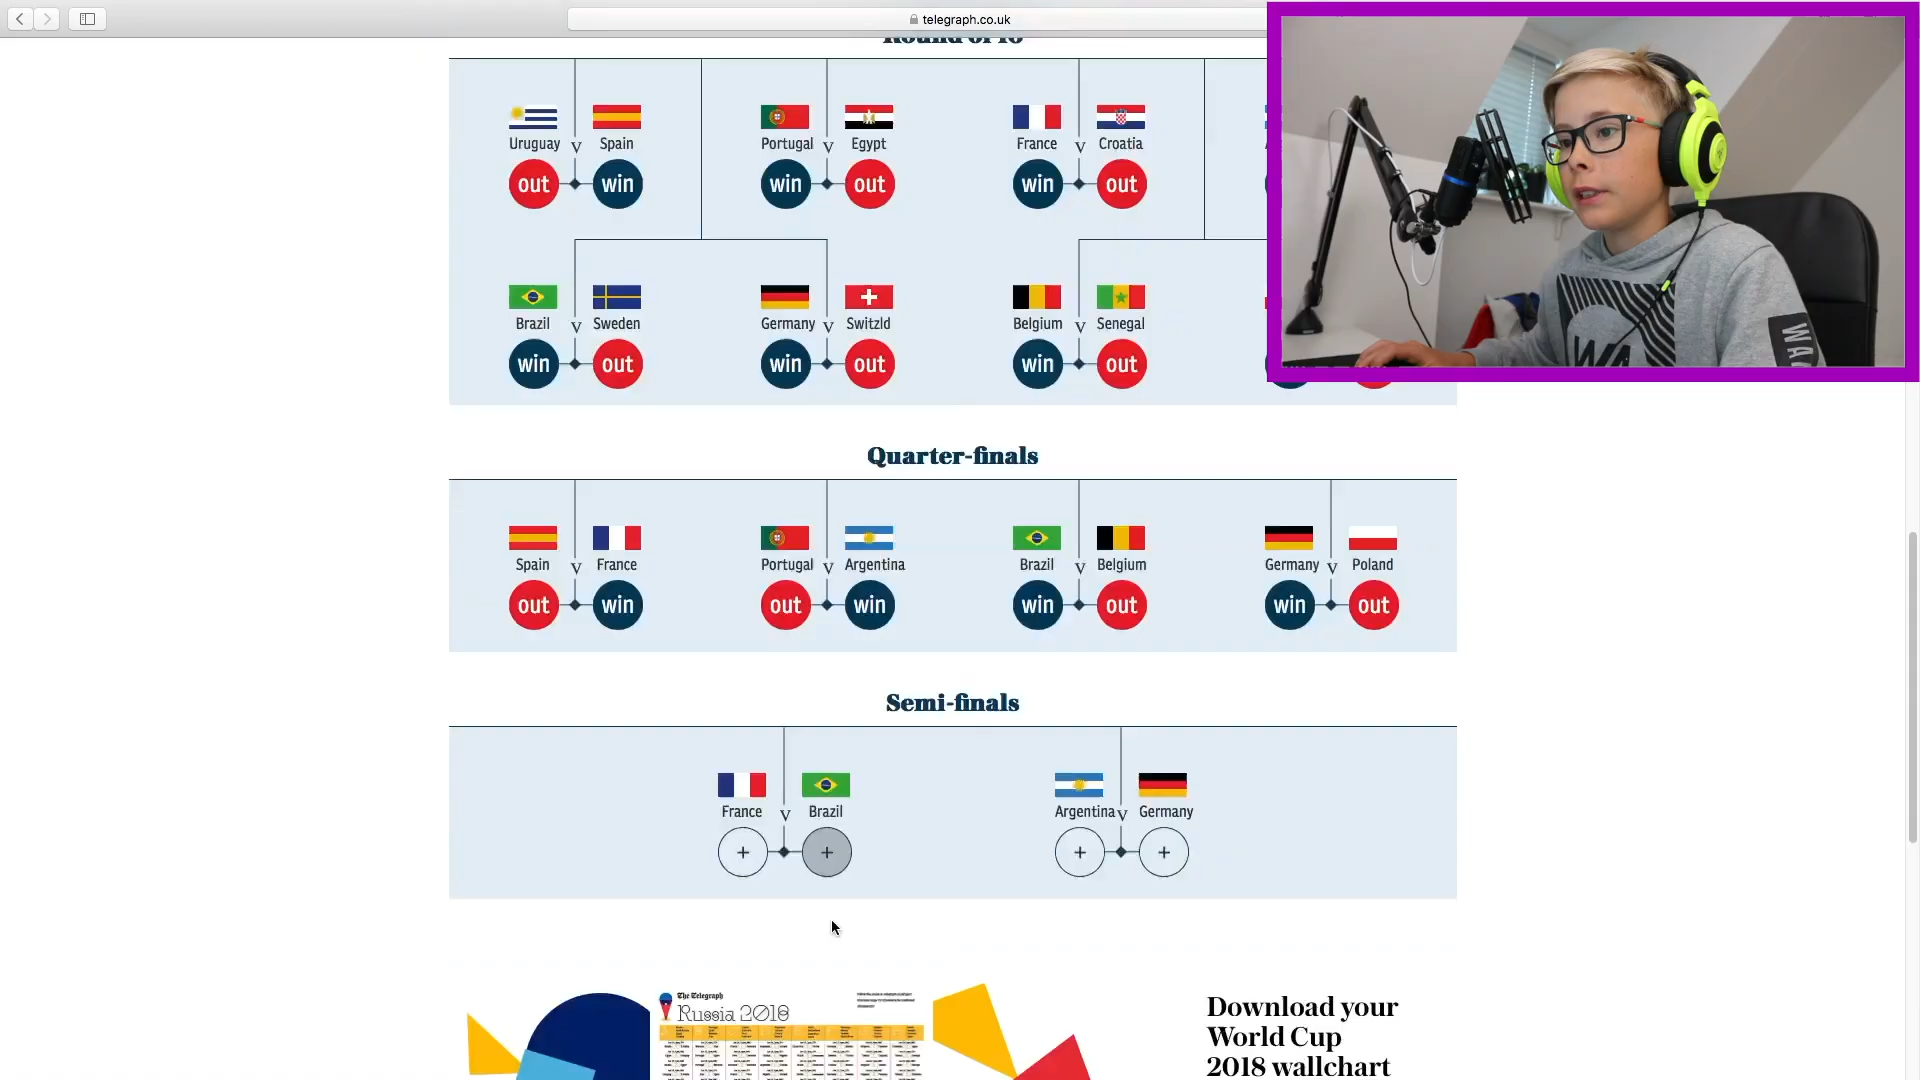 telegraph.co.uk
Round of 16
Uruguay v Spain
out win
Portugal v Egypt
win out
France v Croatia
win out
Brazil v Sweden
win out
Germany v Switzld
win out
Belgium v Senegal
win out
Quarter-finals
Spain v France
out win
Portugal v Argentina
out win
Brazil v Belgium
win out
Germany v Poland
win out
Semi-finals
France v Brazil
+ +
Argentina v Germany
+ +
The Telegraph
Russia 2018
Download your
World Cup
2018 wallchart